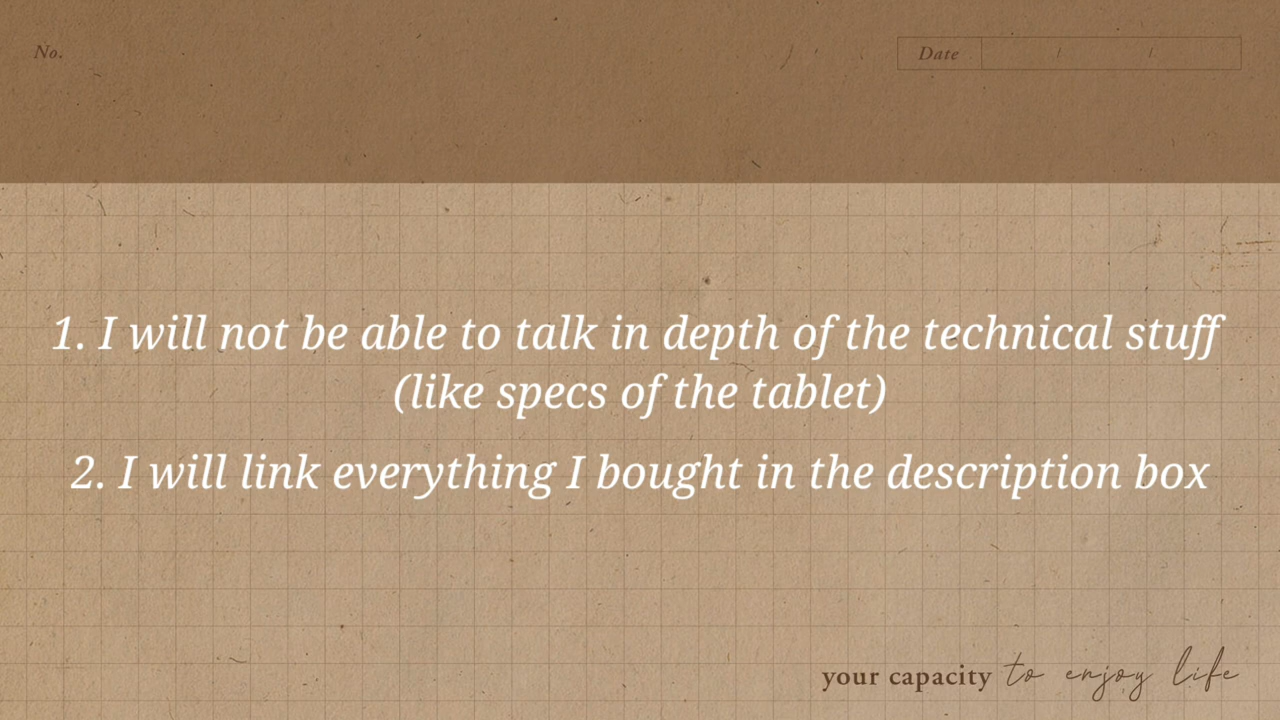 No.
Date / /
1. I will not be able to talk in depth of the technical stuff
(like specs of the tablet)
2. I will link everything I bought in the description box
your capacity to enjoy life